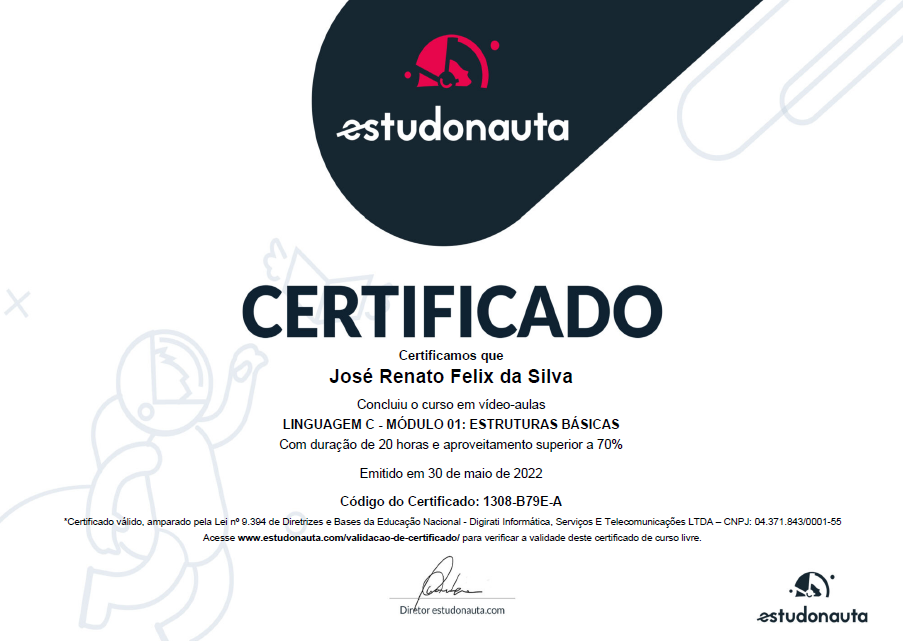 estudonauta
CERTIFICADO
Certificamos que
José Renato Felix da Silva
Concluiu o curso em vídeo-aulas
LINGUAGEM C - MÓDULO 01: ESTRUTURAS BÁSICAS
Com duração de 20 horas e aproveitamento superior a 70%
Emitido em 30 de maio de 2022
Código do Certificado: 1308-B79E-A
*Certificado válido, amparado pela Lei nº 9.394 de Diretrizes e Bases da Educação Nacional - Digirati Informática, Serviços E Telecomunicações LTDA – CNPJ: 04.371.843/0001-55
Acesse www.estudonauta.com/validacao-de-certificado/ para verificar a validade deste certificado de curso livre.
Diretor estudonauta.com
estudonauta